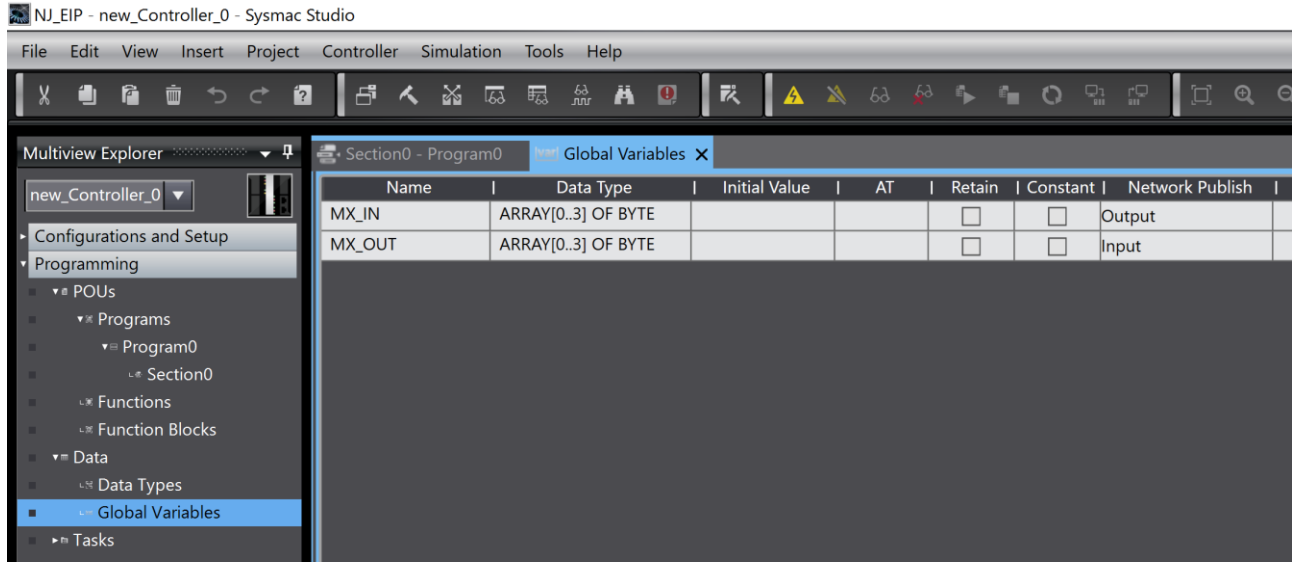 NJ_EIP - new_Controller_0 - Sysmac Studio
File Edit View Insert Project Controller Simulation Tools Help
Multiview Explorer
Section0 - Program0 Global Variables
new_Controller_0
Name Data Type Initial Value AT Retain Constant Network Publish
MX_IN ARRAY[0..3] OF BYTE Output
MX_OUT ARRAY[0..3] OF BYTE Input
Configurations and Setup
Programming
POUs
Programs
Program0
Section0
Functions
Function Blocks
Data
Data Types
Global Variables
Tasks